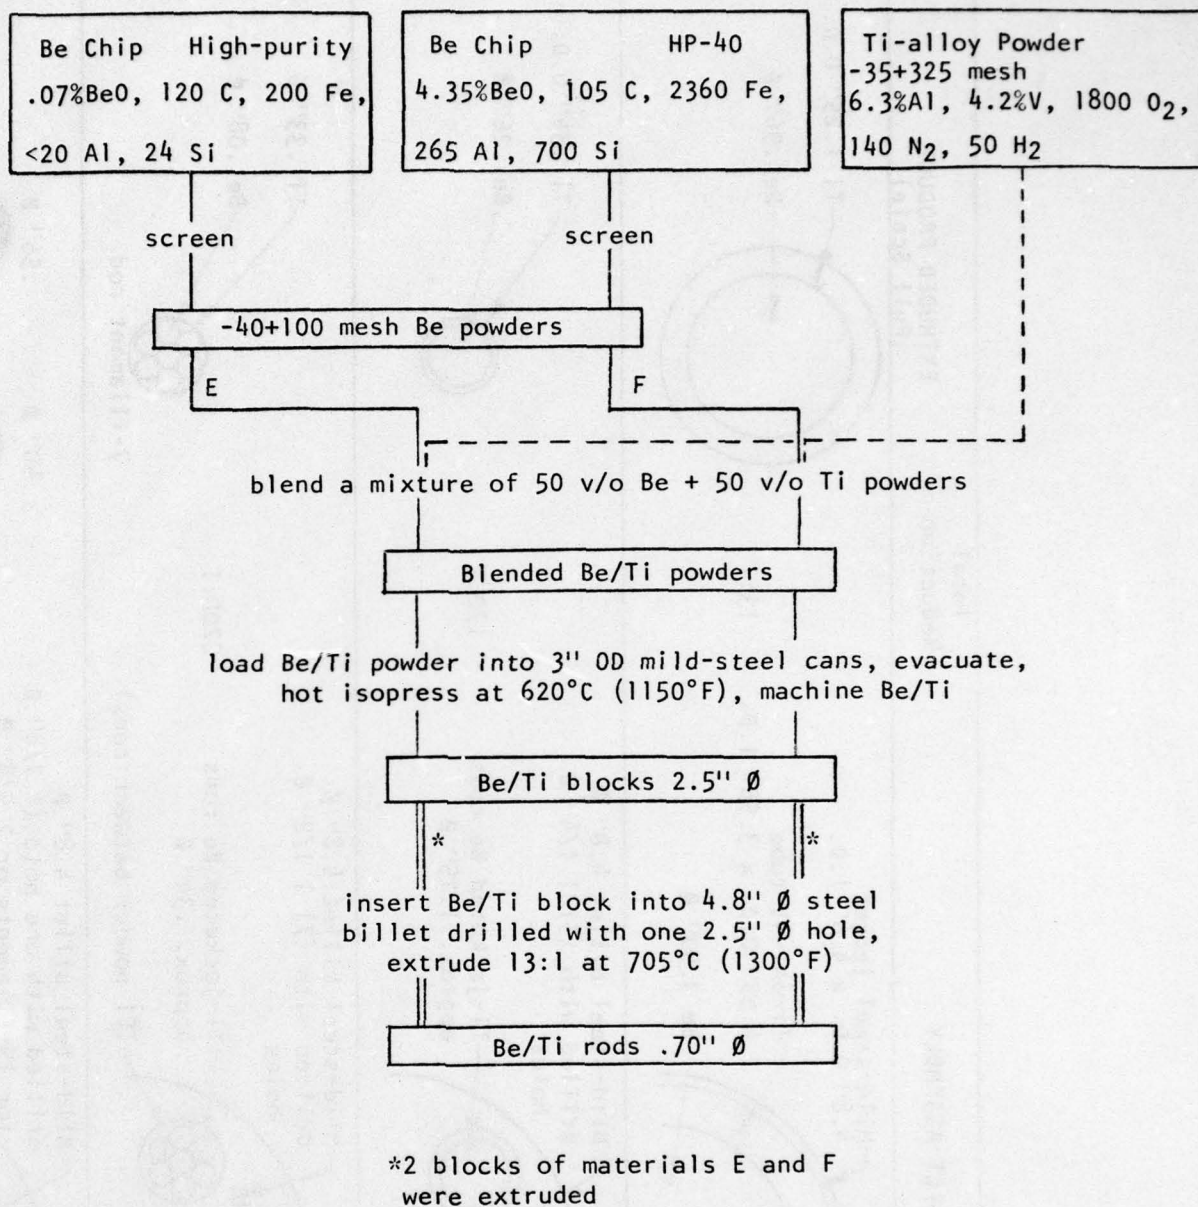 Be Chip High-purity
.07%BeO, 120 C, 200 Fe,
<20 Al, 24 Si
Be Chip HP-40
4.35%BeO, 105 C, 2360 Fe,
265 Al, 700 Si
Ti-alloy Powder
-35+325 mesh
6.3%Al, 4.2%V, 1800 O₂,
140 N₂, 50 H₂
screen
screen
-40+100 mesh Be powders
E
F
blend a mixture of 50 v/o Be + 50 v/o Ti powders
Blended Be/Ti powders
load Be/Ti powder into 3" OD mild-steel cans, evacuate,
hot isopress at 620°C (1150°F), machine Be/Ti
Be/Ti blocks 2.5" Ø
*
*
insert Be/Ti block into 4.8" Ø steel
billet drilled with one 2.5" Ø hole,
extrude 13:1 at 705°C (1300°F)
Be/Ti rods .70" Ø
*2 blocks of materials E and F
were extruded